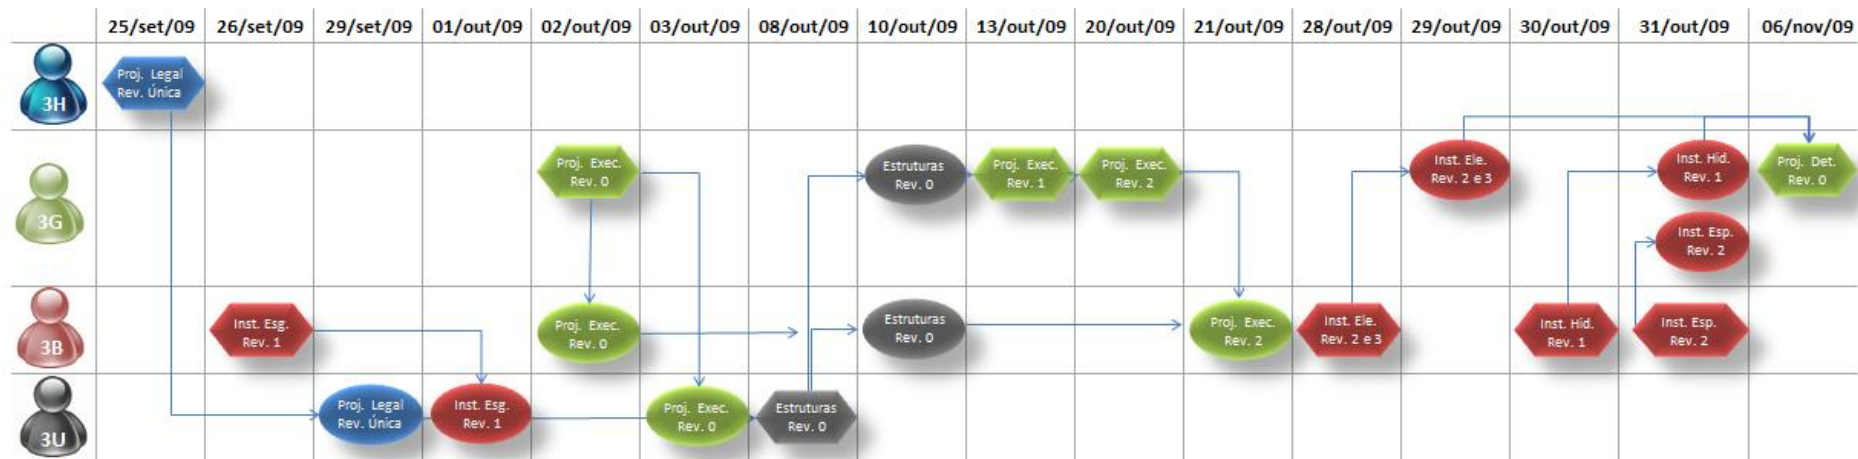 25/set/09 26/set/09 29/set/09 01/out/09 02/out/09 03/out/09 08/out/09 10/out/09 13/out/09 20/out/09 21/out/09 28/out/09 29/out/09 30/out/09 31/out/09 06/nov/09
3H
Proj. Legal
Rev. Única
3G
Proj. Exec.
Rev. 0
Estruturas
Rev. 0
Proj. Exec.
Rev. 1
Proj. Exec.
Rev. 2
Inst. Ele.
Rev. 2 e 3
Inst. Hid.
Rev. 1
Proj. Det.
Rev. 0
Inst. Esp.
Rev. 2
3B
Inst. Esg.
Rev. 1
Proj. Exec.
Rev. 0
Estruturas
Rev. 0
Proj. Exec.
Rev. 2
Inst. Ele.
Rev. 2 e 3
Inst. Hid.
Rev. 1
Inst. Esp.
Rev. 2
3U
Proj. Legal
Rev. Única
Inst. Esg.
Rev. 1
Proj. Exec.
Rev. 0
Estruturas
Rev. 0